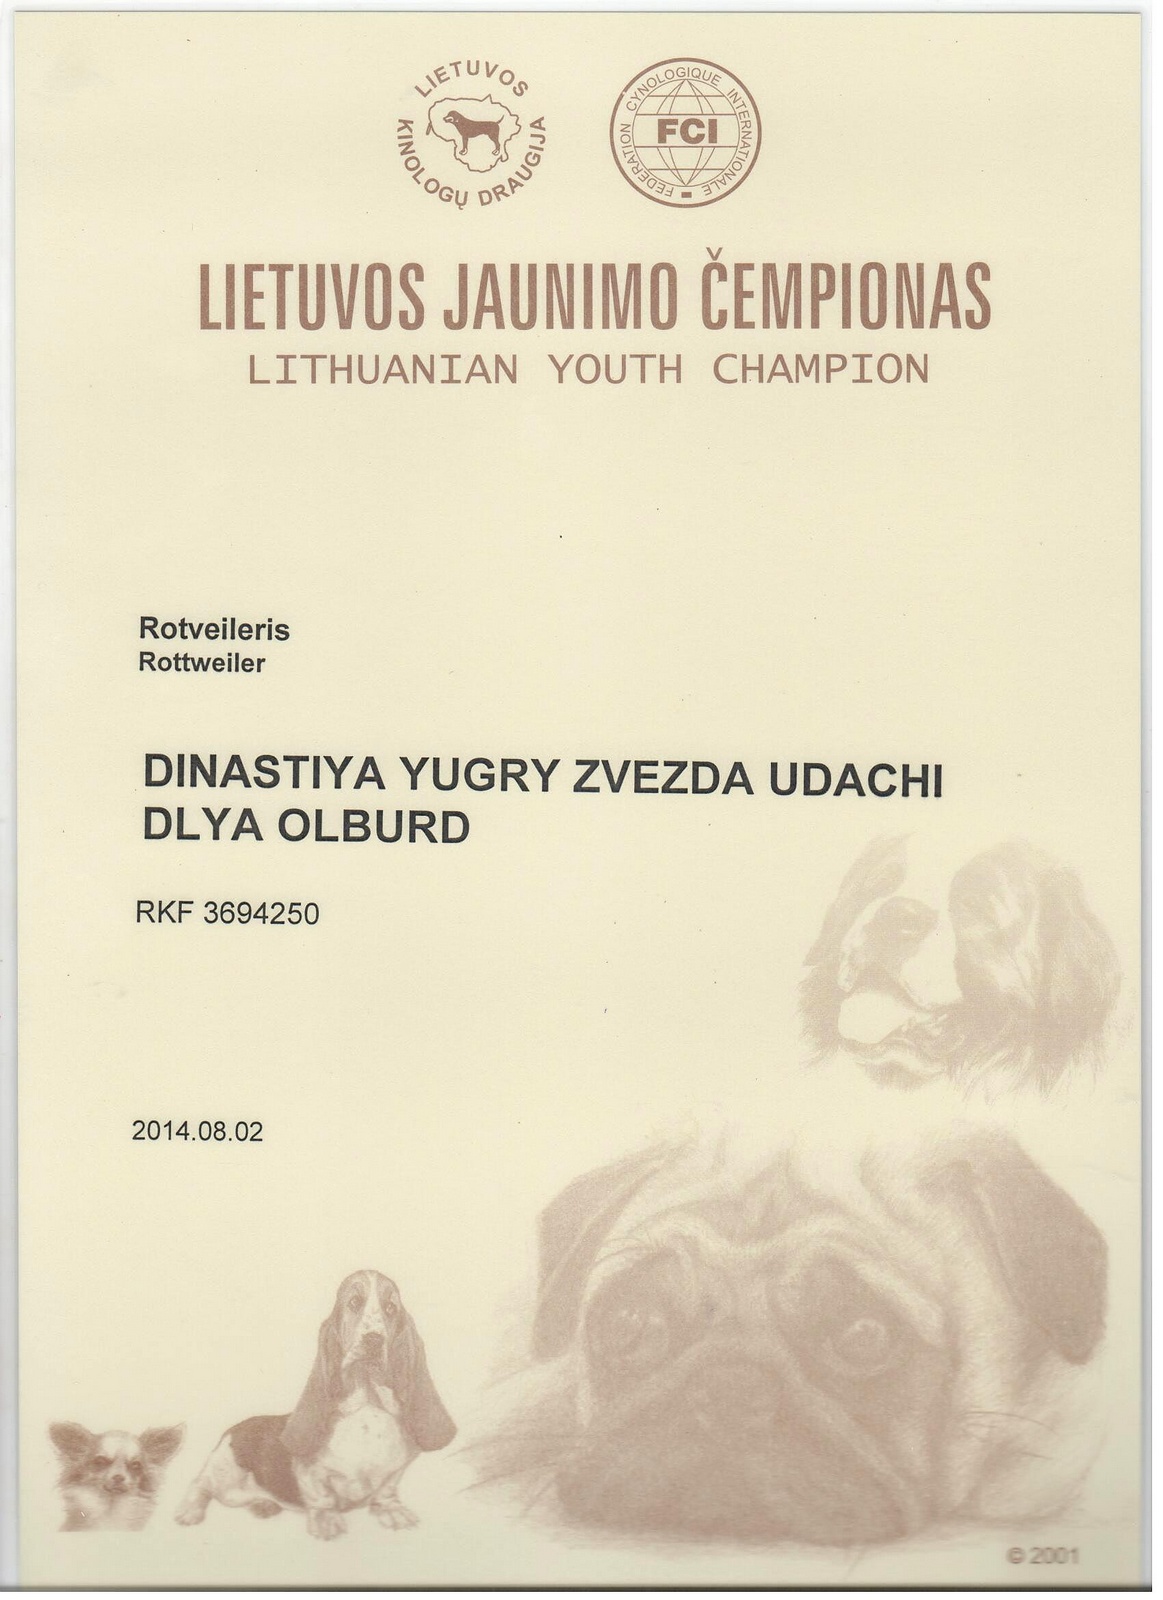 LIETUVOS
KINOLOGŲ DRAUGIJA
FEDERATION CYNOLOGIQUE INTERNATIONALE
FCI
LIETUVOS JAUNIMO ČEMPIONAS
LITHUANIAN YOUTH CHAMPION
Rotveileris
Rottweiler
DINASTIYA YUGRY ZVEZDA UDACHI
DLYA OLBURD
RKF 3694250
2014.08.02
© 2001